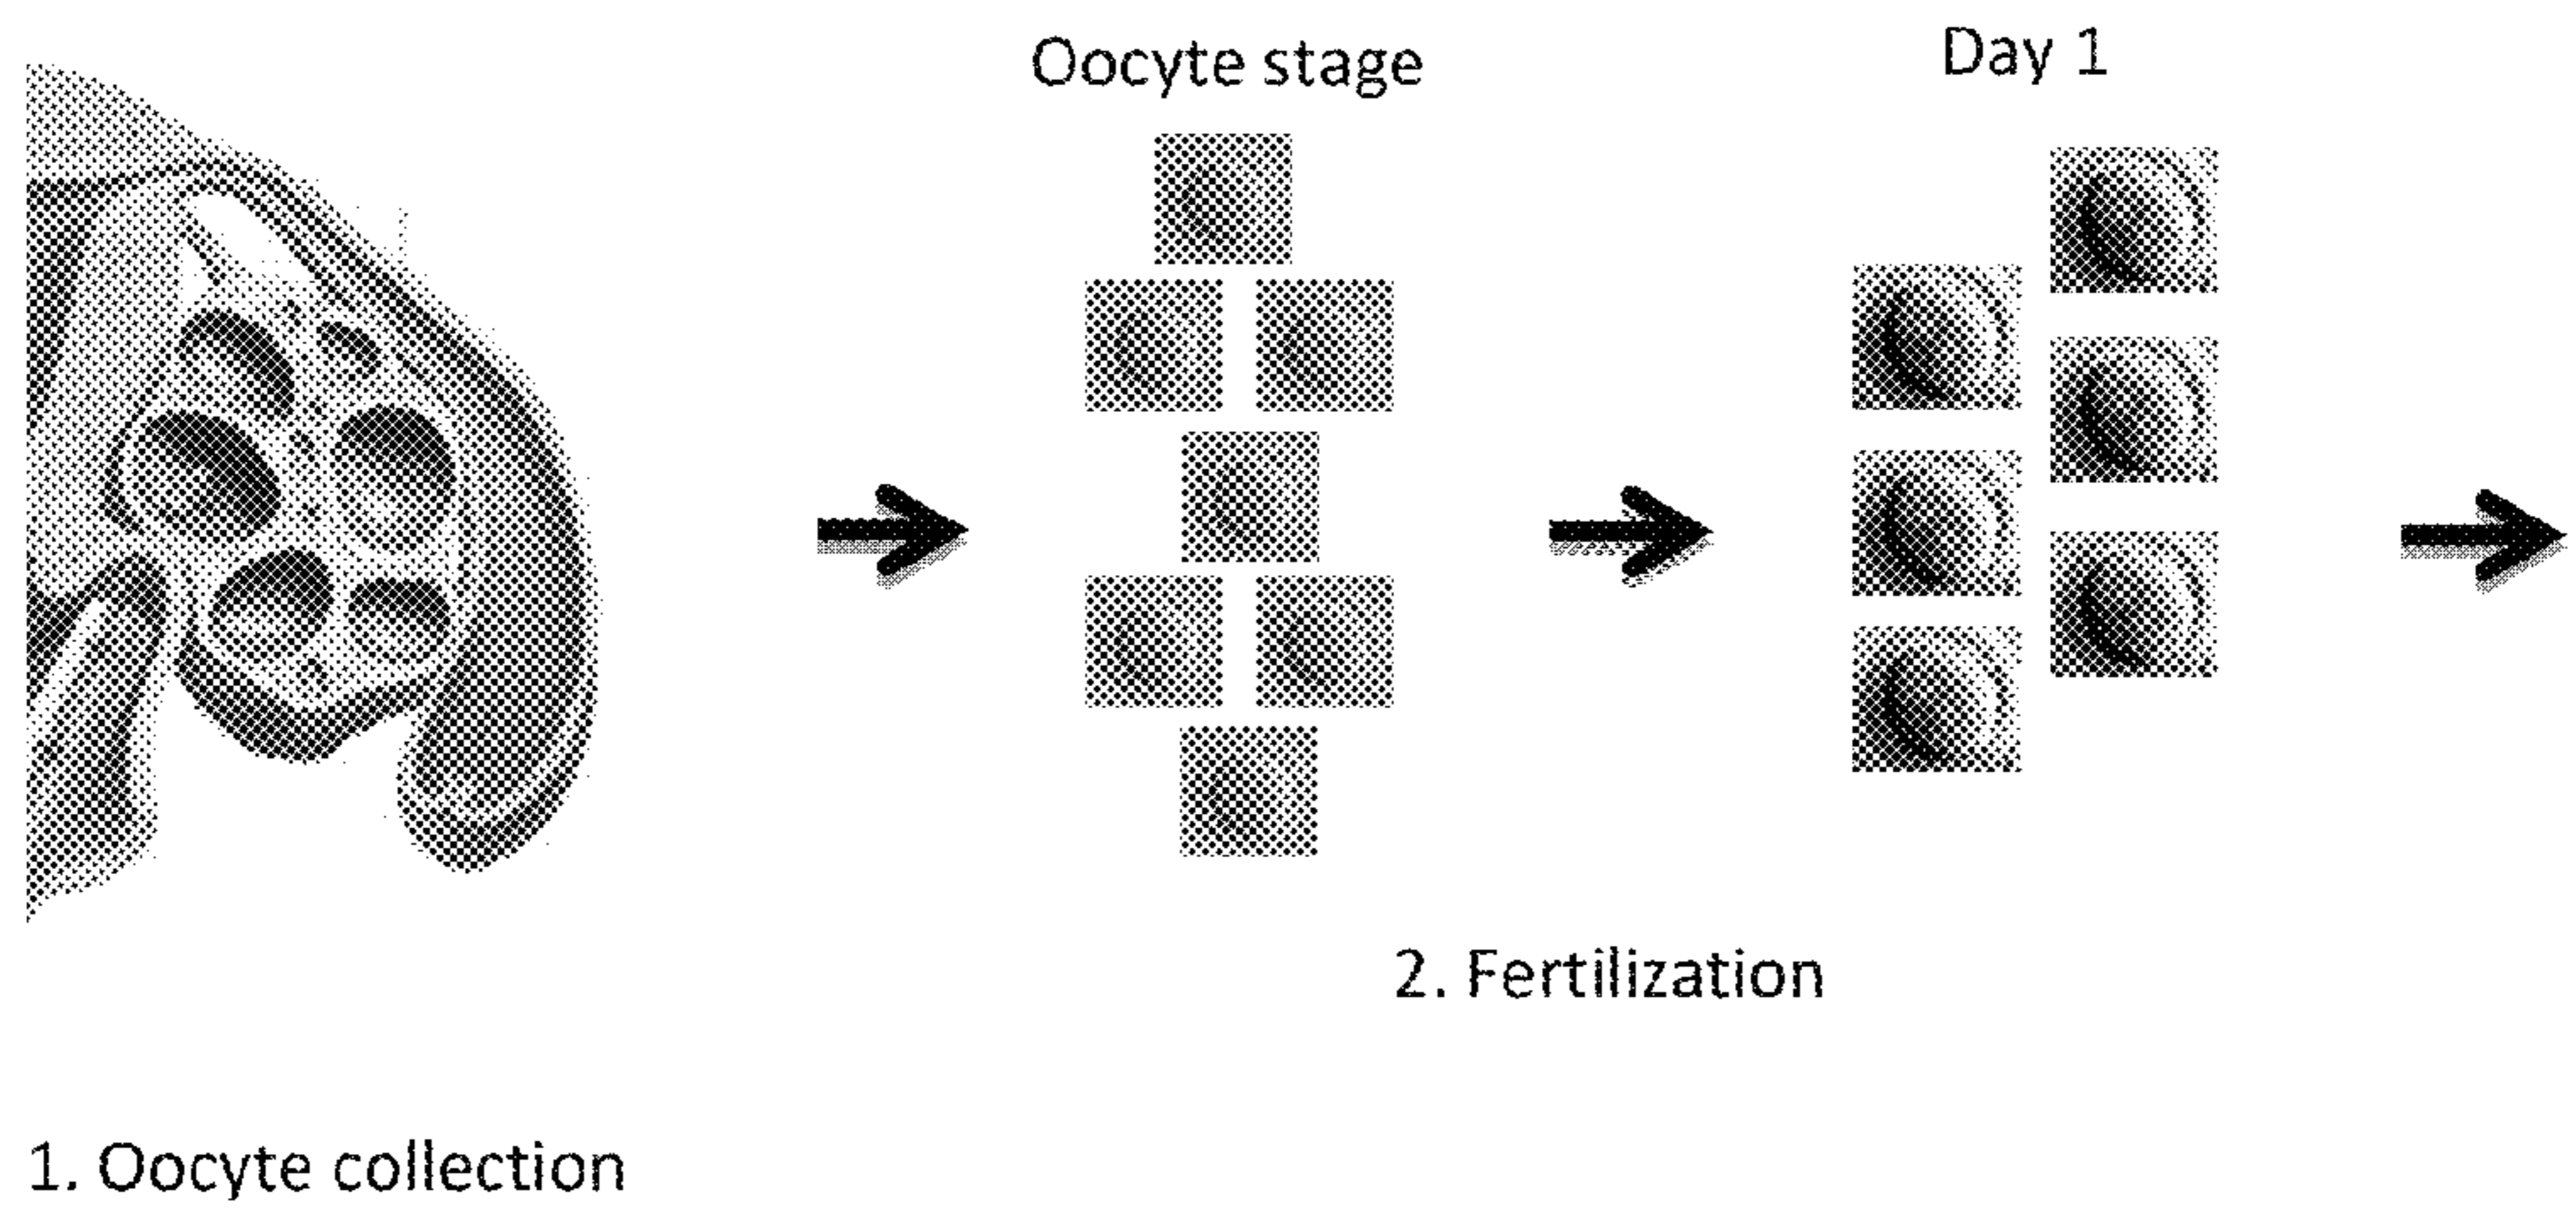 Oocyte stage
Day 1
2. Fertilization
1. Oocyte collection